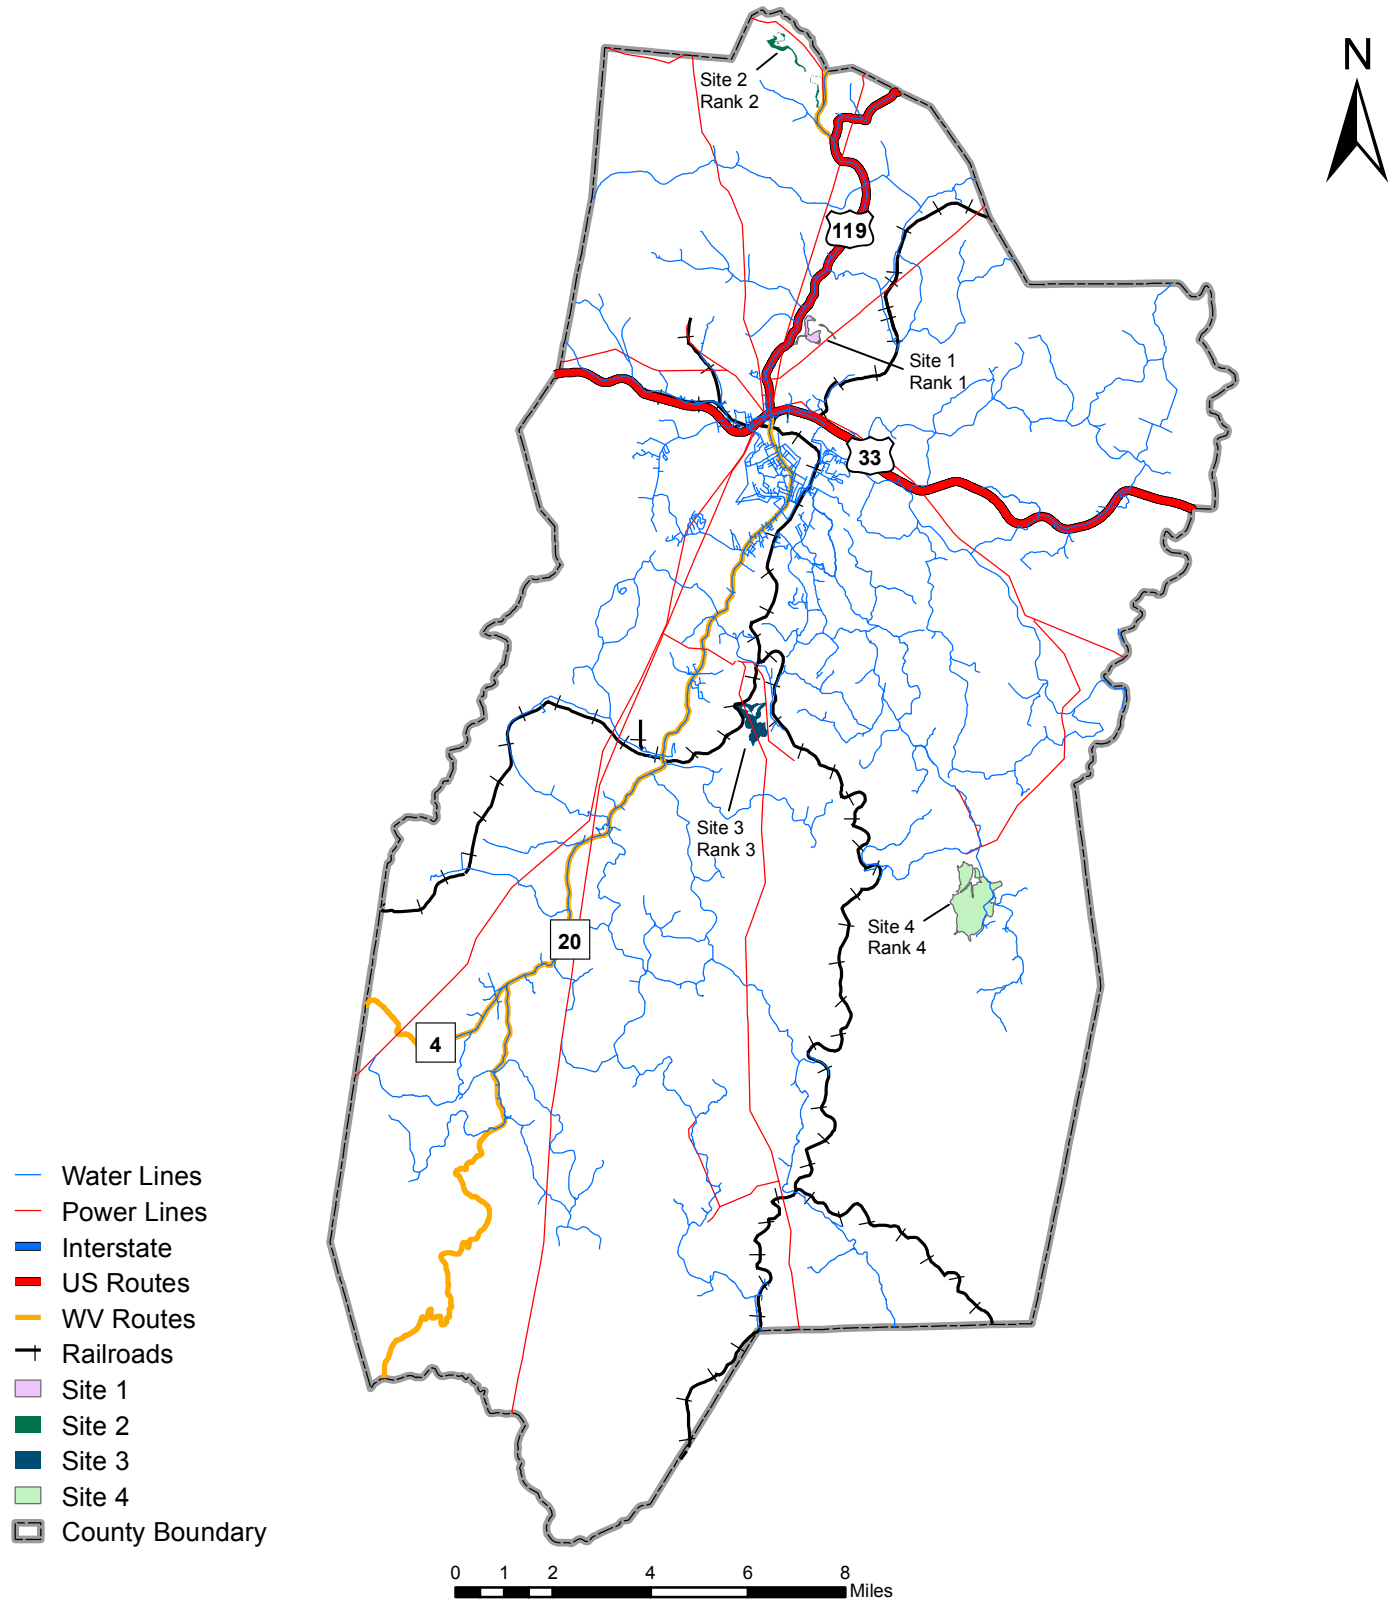 N
Site 2
Rank 2
119
Site 1
Rank 1
33
Site 3
Rank 3
Site 4
Rank 4
20
4
Water Lines
Power Lines
Interstate
US Routes
WV Routes
Railroads
Site 1
Site 2
Site 3
Site 4
County Boundary
0 1 2 4 6 8
Miles